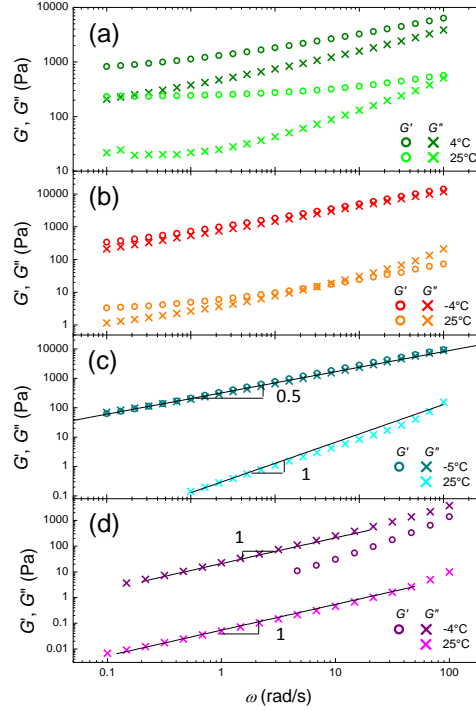 (a)
10000
1000
100
10
G', G" (Pa)
G' G"
4°C
25°C
(b)
10000
1000
100
10
1
G', G" (Pa)
G' G"
-4°C
25°C
(c)
10000
1000
100
10
1
0.1
G', G" (Pa)
0.5
1
G' G"
-5°C
25°C
(d)
1000
100
10
1
0.1
0.01
G', G" (Pa)
1
1
G' G"
-4°C
25°C
0.1 1 10 100
ω (rad/s)